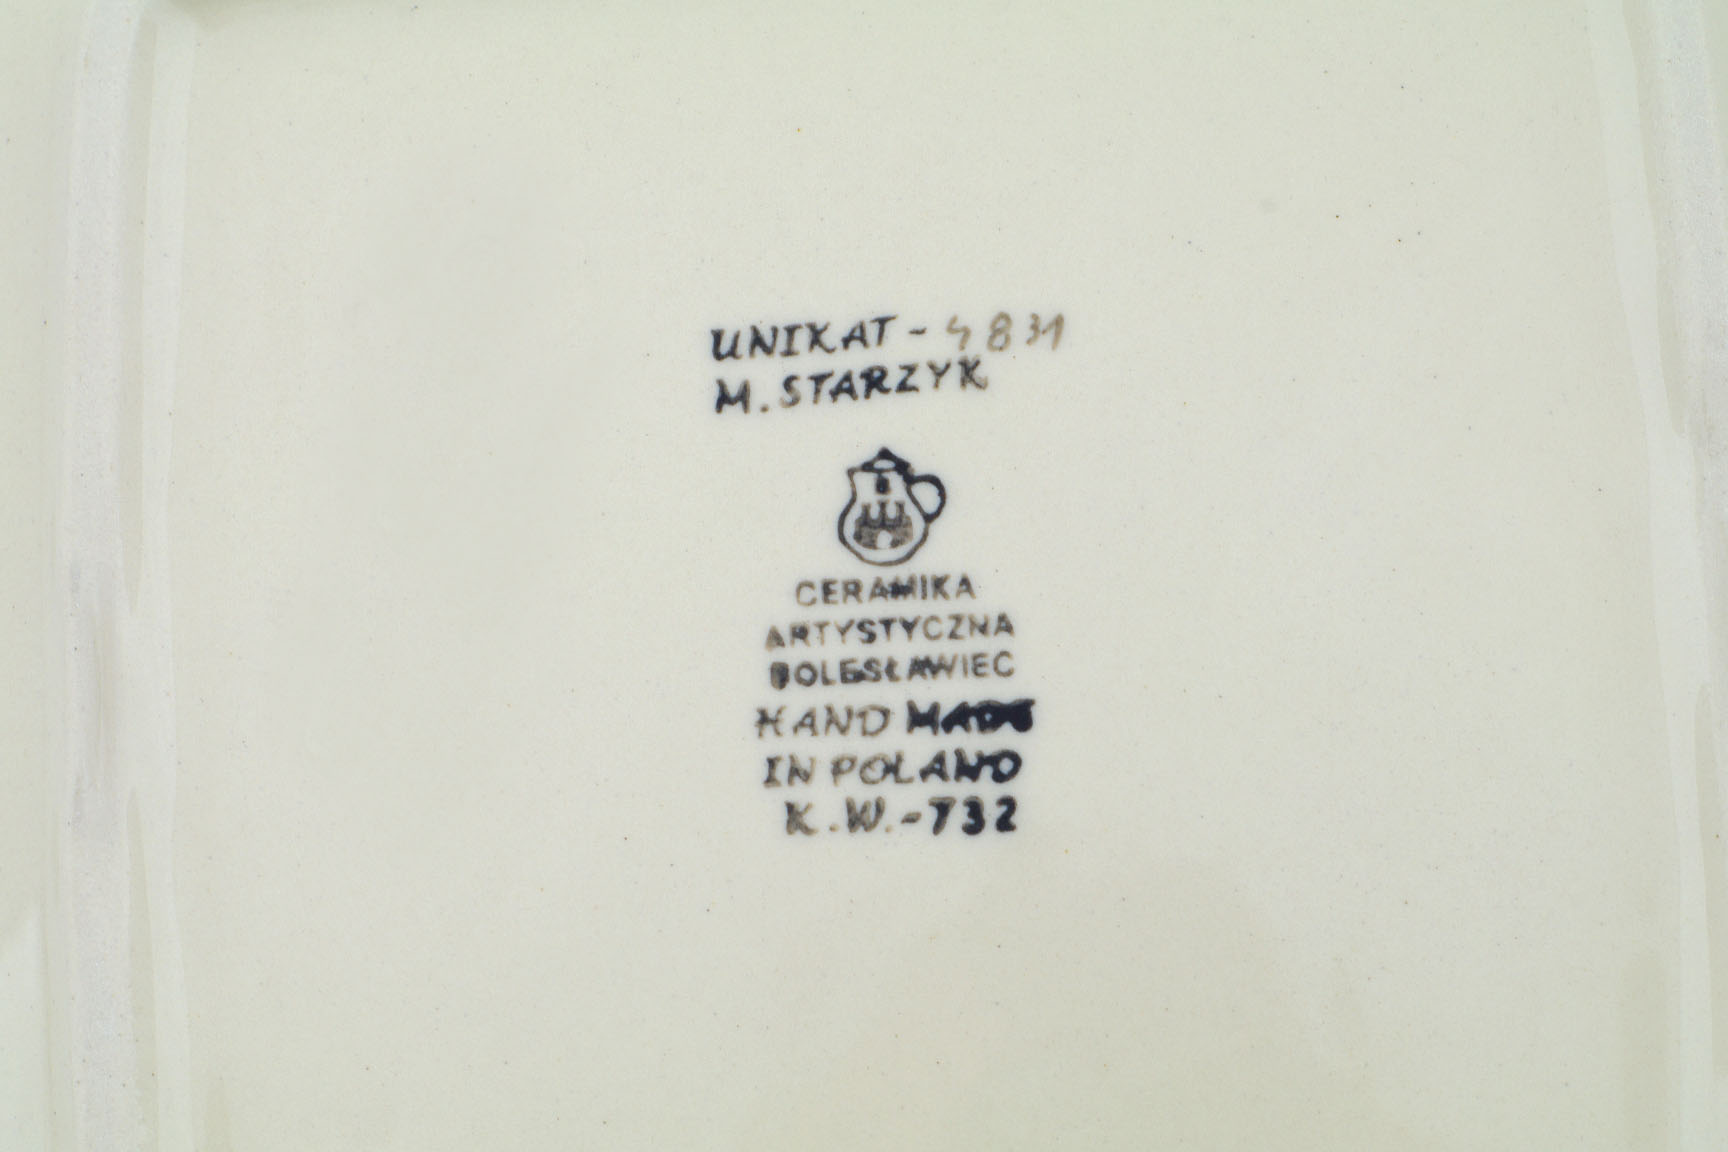 UNIKAT - 4831
M. STARZYK
CERAMIKA
ARTYSTYCZNA
BOLESŁAWIEC
HAND MADE
IN POLAND
K.W.-732